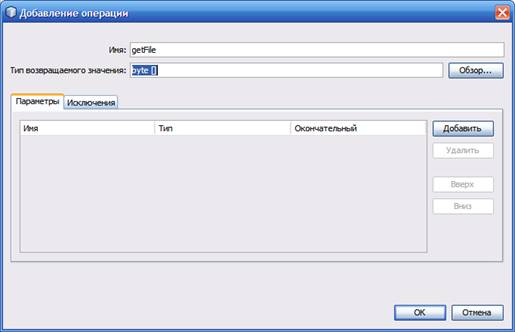 Добавление операции
Имя: getFile
Тип возвращаемого значения: byte [] Обзор...
Параметры Исключения
Имя Тип Окончательный Добавить
Удалить
Вверх
Вниз
OK Отмена